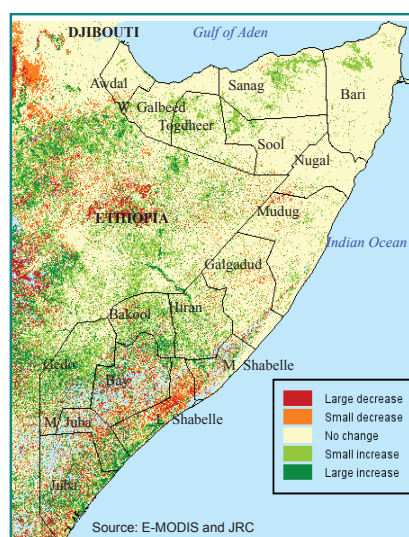 DJIBOUTI
Gulf of Aden
Awdal
Sanag
Bari
W. Galbeed
Togdheer
Sool
Nugal
ETHIOPIA
Mudug
Indian Ocean
Galgadud
Hiran
Bakool
Gedo
M. Shabelle
Bay
L. Shabelle
M. Juba
Juba
Large decrease
Small decrease
No change
Small increase
Large increase
Source: E-MODIS and JRC